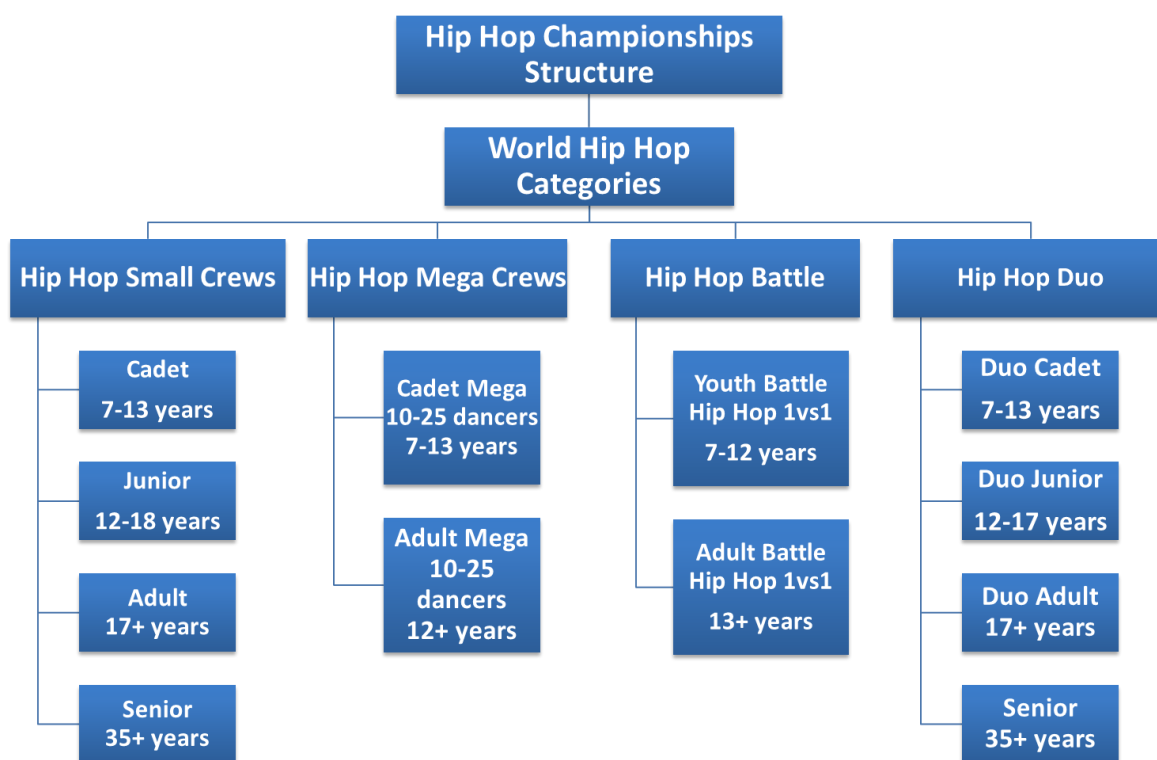 Hip Hop Championships
Structure
World Hip Hop
Categories
Hip Hop Small Crews
Cadet
7-13 years
Junior
12-18 years
Adult
17+ years
Senior
35+ years
Hip Hop Mega Crews
Cadet Mega
10-25 dancers
7-13 years
Adult Mega
10-25
dancers
12+ years
Hip Hop Battle
Youth Battle
Hip Hop 1vs1
7-12 years
Adult Battle
Hip Hop 1vs1
13+ years
Hip Hop Duo
Duo Cadet
7-13 years
Duo Junior
12-17 years
Duo Adult
17+ years
Senior
35+ years